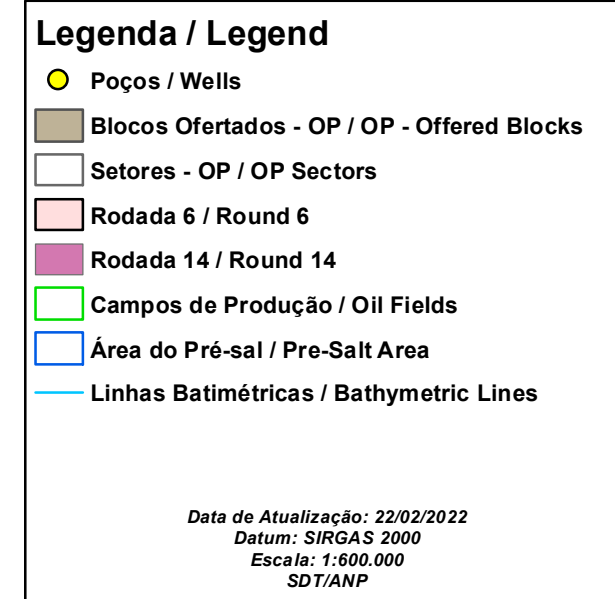 Legenda / Legend
Poços / Wells
Blocos Ofertados - OP / OP - Offered Blocks
Setores - OP / OP Sectors
Rodada 6 / Round 6
Rodada 14 / Round 14
Campos de Produção / Oil Fields
Área do Pré-sal / Pre-Salt Area
Linhas Batimétricas / Bathymetric Lines
Data de Atualização: 22/02/2022
Datum: SIRGAS 2000
Escala: 1:600.000
SDT/ANP